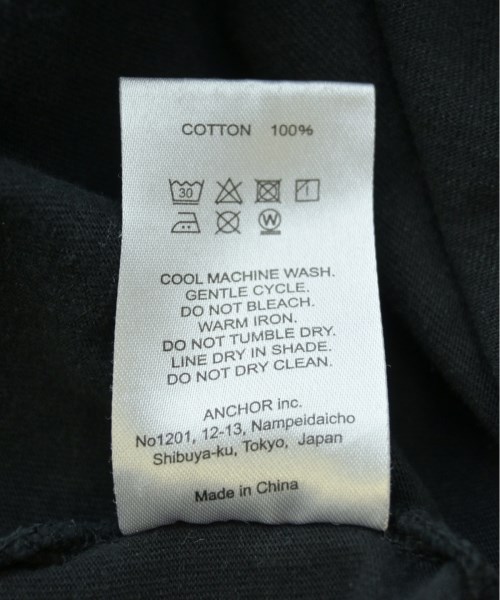 COTTON 100%
30
W
COOL MACHINE WASH.
GENTLE CYCLE.
DO NOT BLEACH.
WARM IRON.
DO NOT TUMBLE DRY.
LINE DRY IN SHADE.
DO NOT DRY CLEAN.
ANCHOR inc.
No1201, 12-13, Nampeidaicho
Shibuya-ku, Tokyo, Japan
Made in China